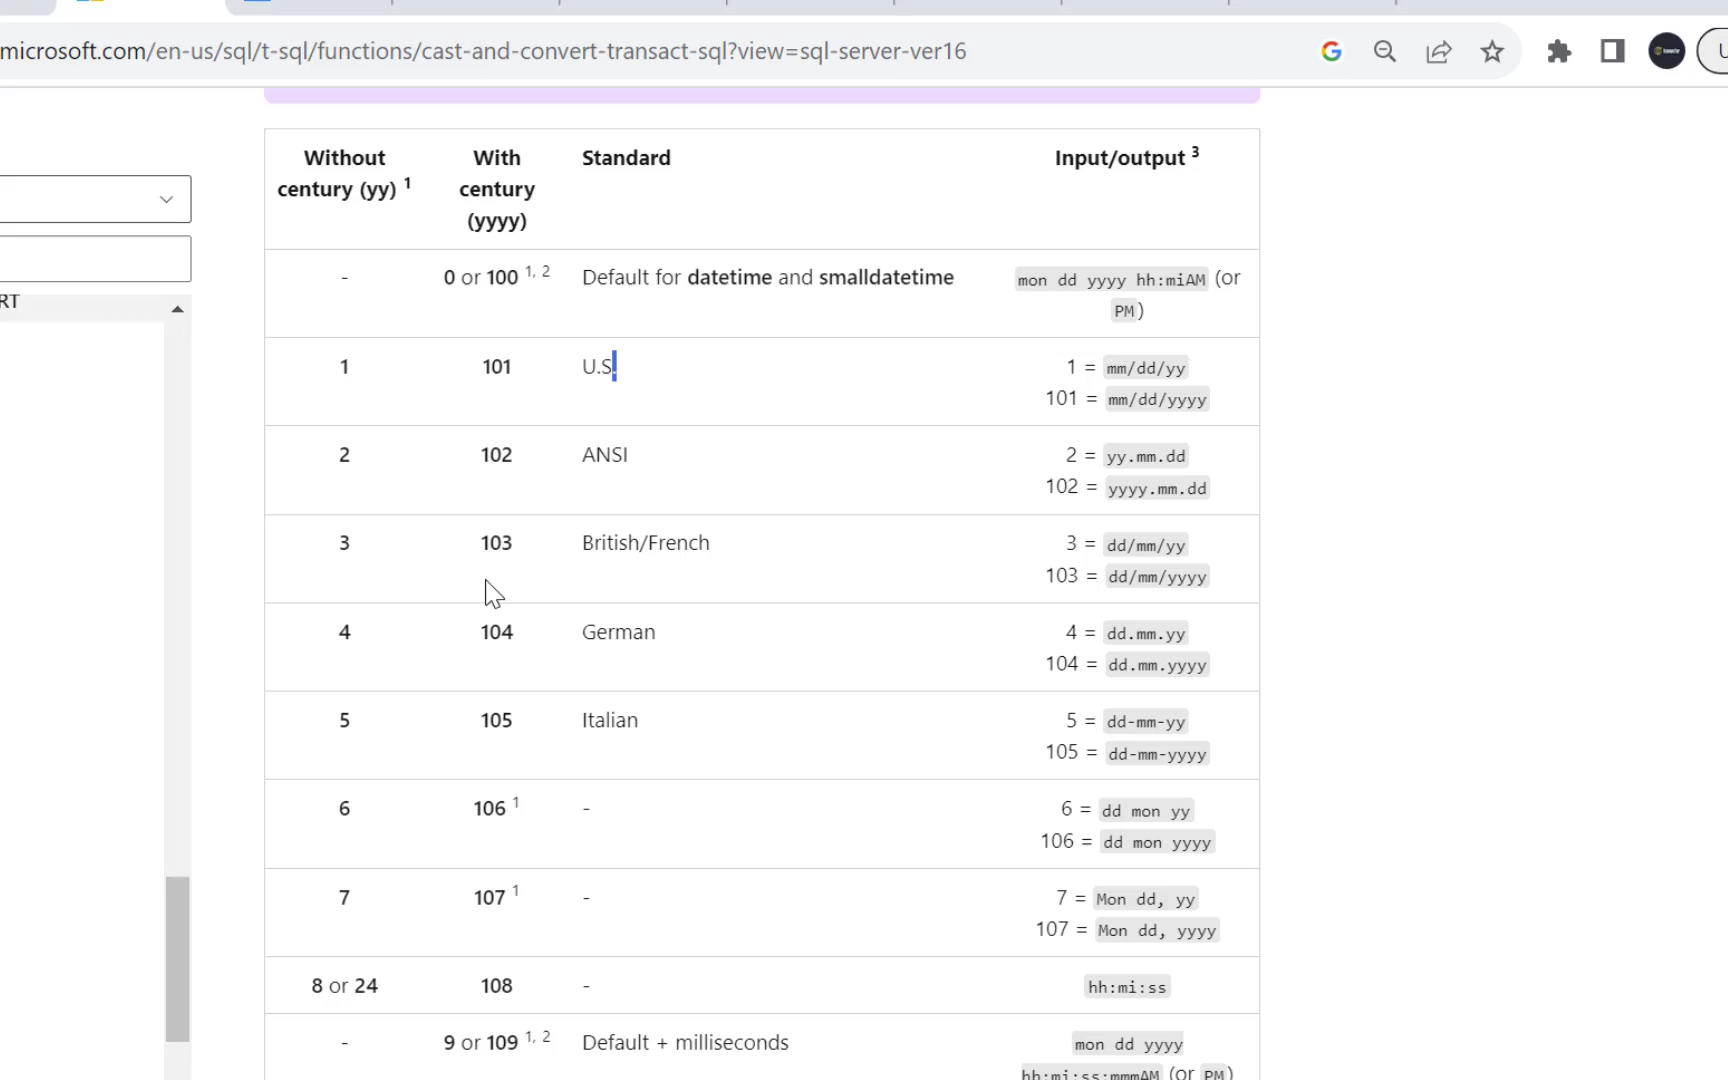 microsoft.com/en-us/sql/t-sql/functions/cast-and-convert-transact-sql?view=sql-server-ver16
RT
Without century (yy) 1 With century (yyyy) Standard Input/output 3
- 0 or 100 1, 2 Default for datetime and smalldatetime mon dd yyyy hh:miAM (or PM)
1 101 U.S. 1 = mm/dd/yy
101 = mm/dd/yyyy
2 102 ANSI 2 = yy.mm.dd
102 = yyyy.mm.dd
3 103 British/French 3 = dd/mm/yy
103 = dd/mm/yyyy
4 104 German 4 = dd.mm.yy
104 = dd.mm.yyyy
5 105 Italian 5 = dd-mm-yy
105 = dd-mm-yyyy
6 106 1 - 6 = dd mon yy
106 = dd mon yyyy
7 107 1 - 7 = Mon dd, yy
107 = Mon dd, yyyy
8 or 24 108 - hh:mi:ss
- 9 or 109 1, 2 Default + milliseconds mon dd yyyy
hh:mi:ss:mmmAM (or PM)